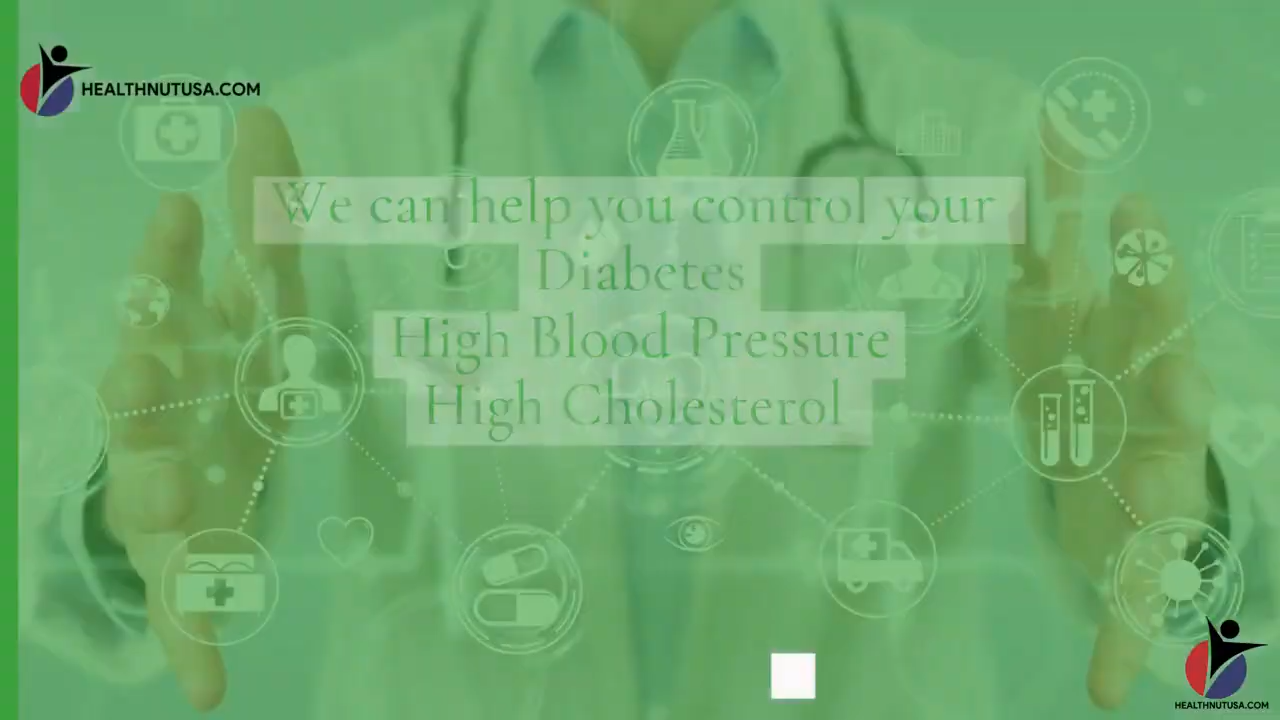 HEALTHNUTUSA.COM
We can help you control your
Diabetes
High Blood Pressure
High Cholesterol
HEALTHNUTUSA.COM